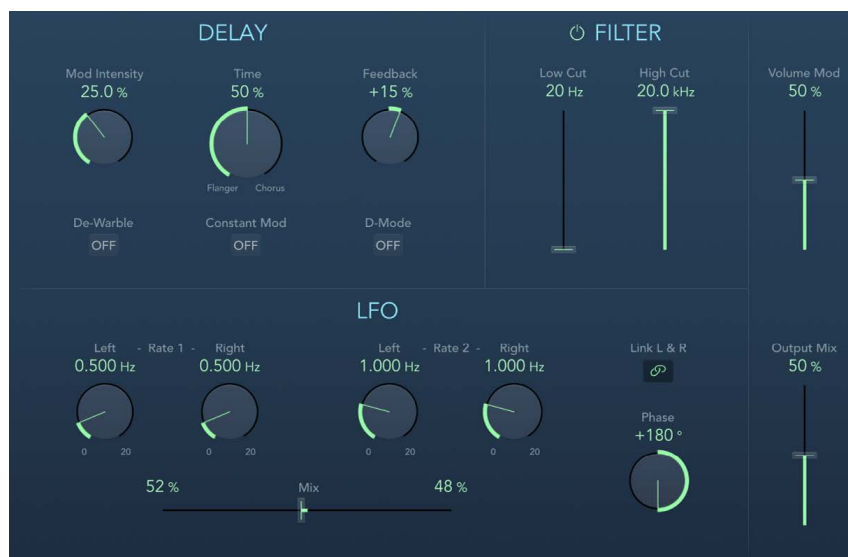 DELAY
Mod Intensity
25.0 %
Time
50 %
Feedback
+15 %
Flanger Chorus
De-Warble
OFF
Constant Mod
OFF
D-Mode
OFF
FILTER
Low Cut
20 Hz
High Cut
20.0 kHz
Volume Mod
50 %
LFO
Left - Rate 1 - Right
0.500 Hz 0.500 Hz
0 20 0 20
Left - Rate 2 - Right
1.000 Hz 1.000 Hz
0 20 0 20
52 % Mix 48 %
Link L & R
Phase
+180 °
Output Mix
50 %